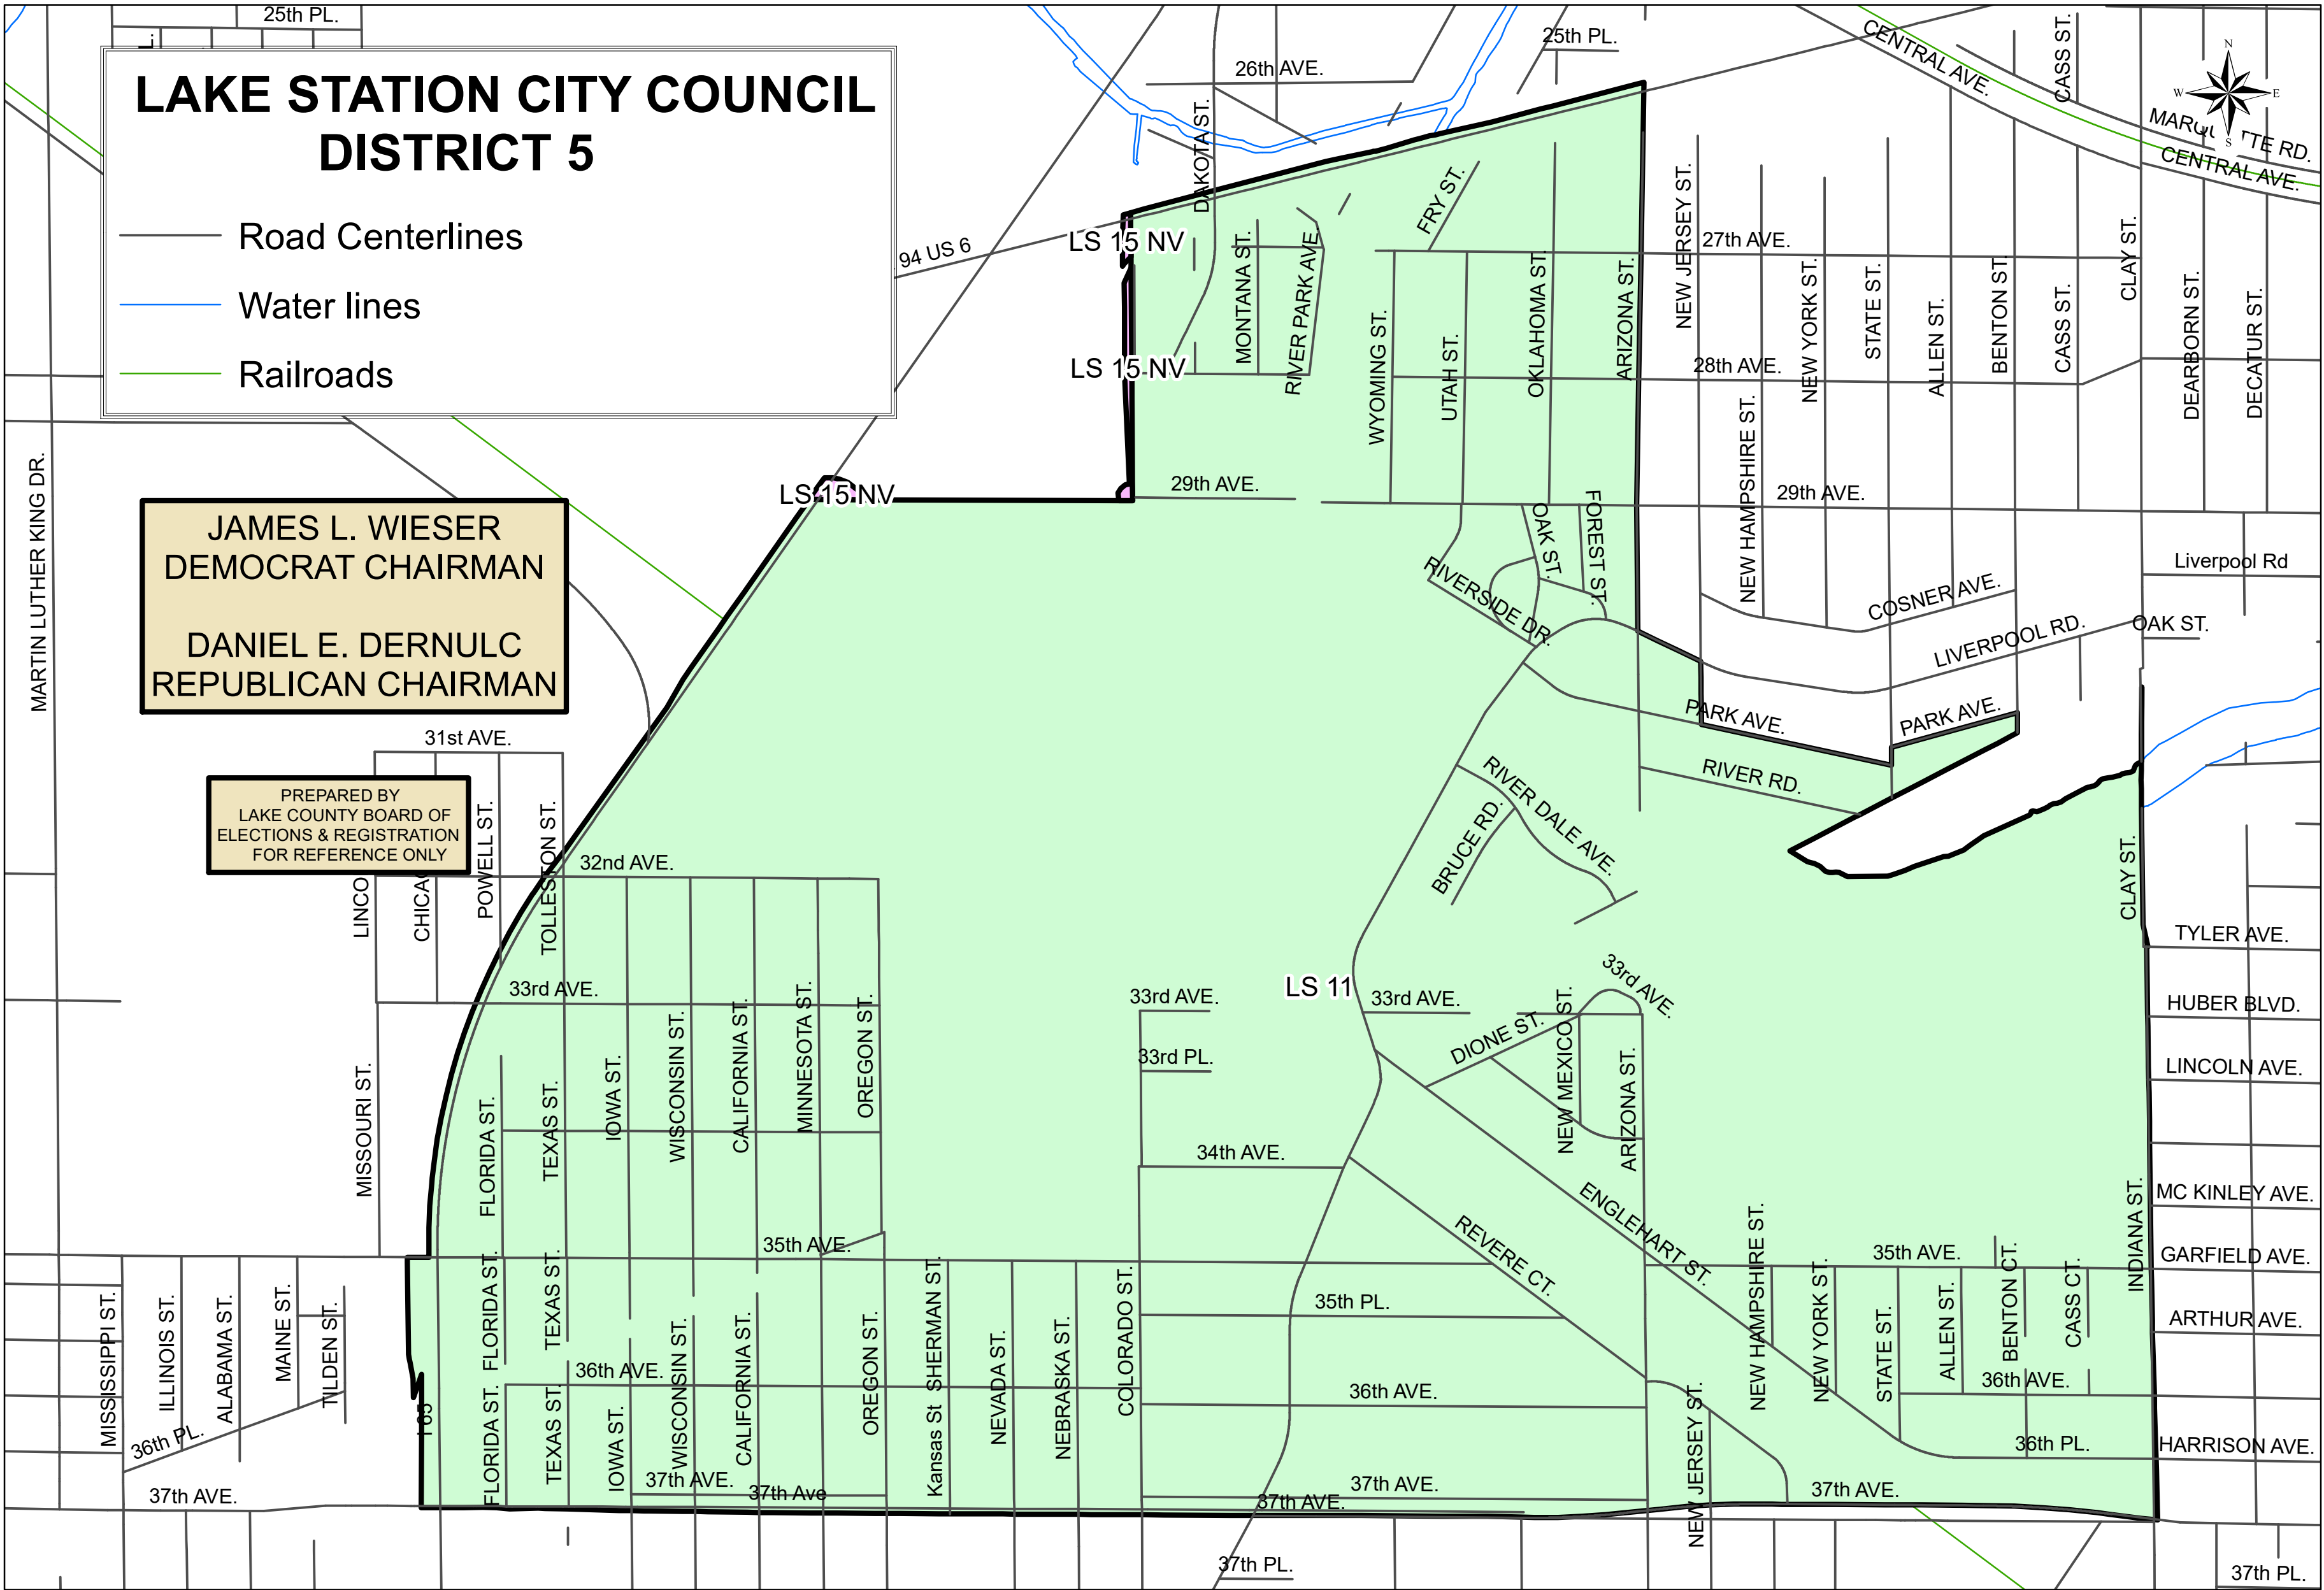 25th PL.
LAKE STATION CITY COUNCIL
DISTRICT 5
Road Centerlines
Water lines
Railroads
25th PL.
26th AVE.
CENTRAL AVE.
CASS ST.
N
W
E
S
CENTRAL AVE.
DAKOTA ST.
FRY ST.
94 US 6
LS 15 NV
LS 15 NV
LS 15 NV
MONTANA ST.
RIVER PARK AVE.
WYOMING ST.
UTAH ST.
OKLAHOMA ST.
ARIZONA ST.
NEW JERSEY ST.
27th AVE.
28th AVE.
NEW YORK ST.
STATE ST.
ALLEN ST.
BENTON ST.
CASS ST.
CLAY ST.
DEARBORN ST.
DECATUR ST.
NEW HAMPSHIRE ST.
29th AVE.
29th AVE.
OAK ST.
FOREST ST.
RIVERSIDE DR.
COSNER AVE.
LIVERPOOL RD.
Liverpool Rd
OAK ST.
PARK AVE.
PARK AVE.
RIVER RD.
MARTIN LUTHER KING DR.
JAMES L. WIESER
DEMOCRAT CHAIRMAN
DANIEL E. DERNULC
REPUBLICAN CHAIRMAN
31st AVE.
PREPARED BY
LAKE COUNTY BOARD OF
ELECTIONS & REGISTRATION
FOR REFERENCE ONLY
POWELL ST.
TOLLESTON ST.
32nd AVE.
RIVER DALE AVE.
BRUCE RD.
CLAY ST.
TYLER AVE.
33rd AVE.
LS 11
33rd AVE.
33rd AVE.
33rd AVE.
33rd PL.
DIONE ST.
NEW MEXICO ST.
ARIZONA ST.
HUBER BLVD.
LINCOLN AVE.
MISSOURI ST.
FLORIDA ST.
TEXAS ST.
IOWA ST.
WISCONSIN ST.
CALIFORNIA ST.
MINNESOTA ST.
OREGON ST.
34th AVE.
ENGLEHART ST.
REVERE CT.
INDIANA ST.
MC KINLEY AVE.
GARFIELD AVE.
ARTHUR AVE.
35th AVE.
35th AVE.
35th PL.
MISSISSIPPI ST.
ILLINOIS ST.
ALABAMA ST.
MAINE ST.
TILDEN ST.
FLORIDA ST.
TEXAS ST.
WISCONSIN ST.
CALIFORNIA ST.
OREGON ST.
SHERMAN ST.
Kansas St
NEVADA ST.
NEBRASKA ST.
COLORADO ST.
NEW HAMPSHIRE ST.
NEW YORK ST.
STATE ST.
ALLEN ST.
BENTON CT.
CASS CT.
36th AVE.
36th AVE.
36th AVE.
36th PL.
36th PL.
I 65
FLORIDA ST.
TEXAS ST.
IOWA ST.
NEW JERSEY ST.
HARRISON AVE.
37th AVE.
37th AVE.
37th Ave
37th AVE.
37th AVE.
37th AVE.
37th PL.
37th PL.